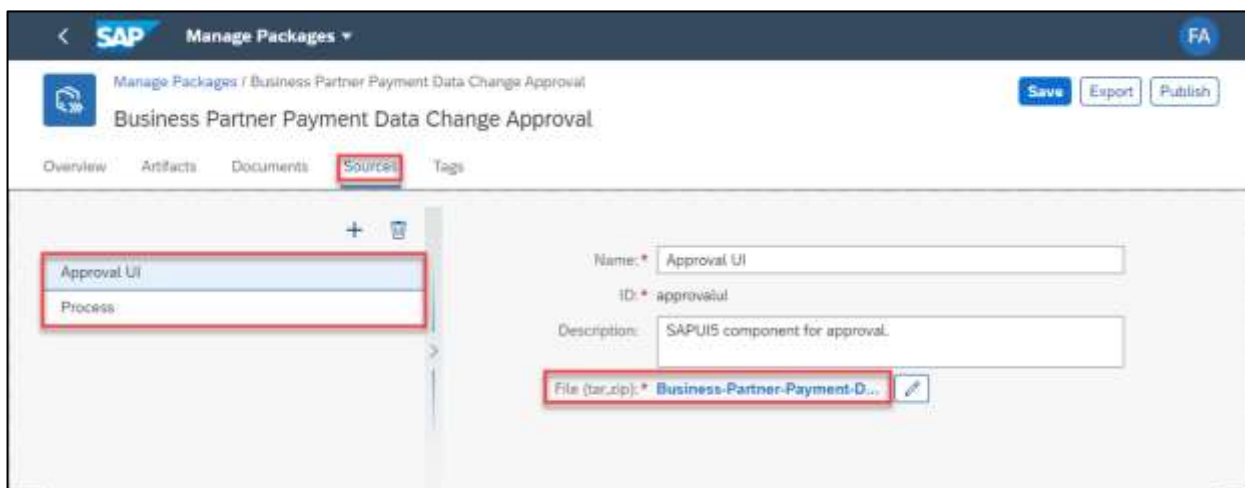 SAP Manage Packages FA
Manage Packages / Business Partner Payment Data Change Approval
Business Partner Payment Data Change Approval
Save Export Publish
Overview Artifacts Documents Sources Tags
Approval UI
Process
Name:* Approval UI
ID:* approvalui
Description: SAPUI5 component for approval.
File (tar,zip):* Business-Partner-Payment-D...